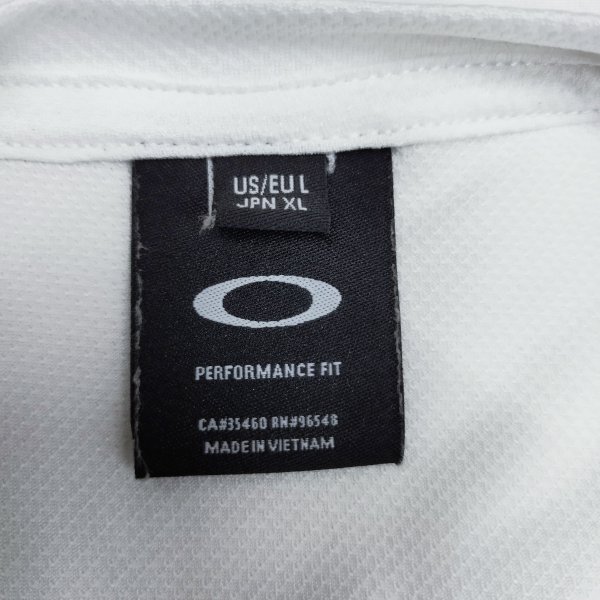 US/EU L
JPN XL
PERFORMANCE FIT
CA#35460 RN#96548
MADE IN VIETNAM